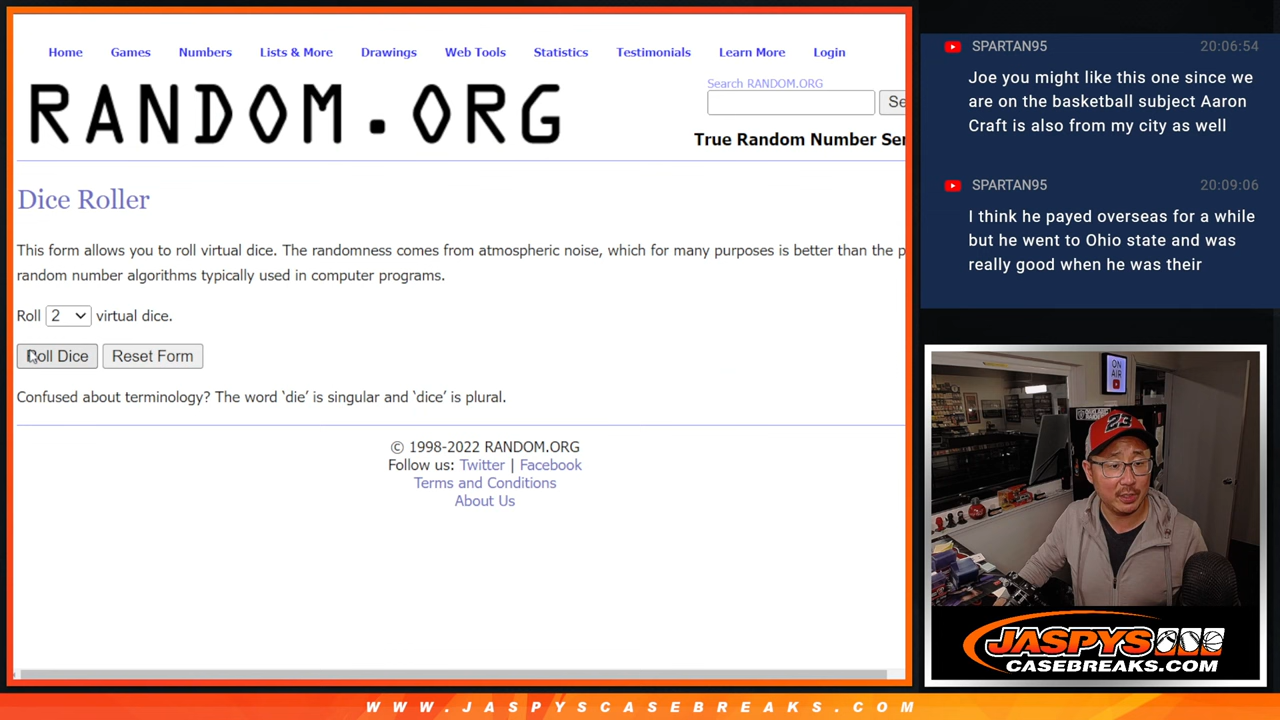 Home Games Numbers Lists & More Drawings Web Tools Statistics Testimonials Learn More Login
RANDOM.ORG
Search RANDOM.ORG
Se
True Random Number Ser
Dice Roller
This form allows you to roll virtual dice. The randomness comes from atmospheric noise, which for many purposes is better than the p
random number algorithms typically used in computer programs.
Roll 2 virtual dice.
Roll Dice Reset Form
Confused about terminology? The word ‘die’ is singular and ‘dice’ is plural.
© 1998-2022 RANDOM.ORG
Follow us: Twitter | Facebook
Terms and Conditions
About Us
SPARTAN95 20:06:54
Joe you might like this one since we
are on the basketball subject Aaron
Craft is also from my city as well
SPARTAN95 20:09:06
I think he payed overseas for a while
but he went to Ohio state and was
really good when he was their
ON
AIR
23
JASPYS
CASEBREAKS.COM
WWW.JASPYSCASEBREAKS.COM